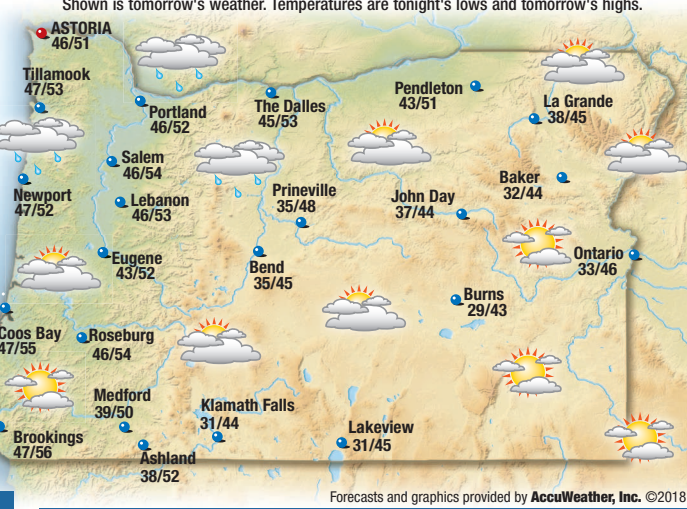 Shown is tomorrow's weather. Temperatures are tonight's lows and tomorrow's highs.
ASTORIA
46/51
Tillamook
47/53
Portland
46/52
The Dalles
45/53
Pendleton
43/51
La Grande
38/45
Salem
46/54
Newport
47/52
Lebanon
46/53
Prineville
35/48
John Day
37/44
Baker
32/44
Eugene
43/52
Bend
35/45
Ontario
33/46
Burns
29/43
Coos Bay
47/55
Roseburg
46/54
Medford
39/50
Klamath Falls
31/44
Lakeview
31/45
Brookings
47/56
Ashland
38/52
Forecasts and graphics provided by AccuWeather, Inc. ©2018